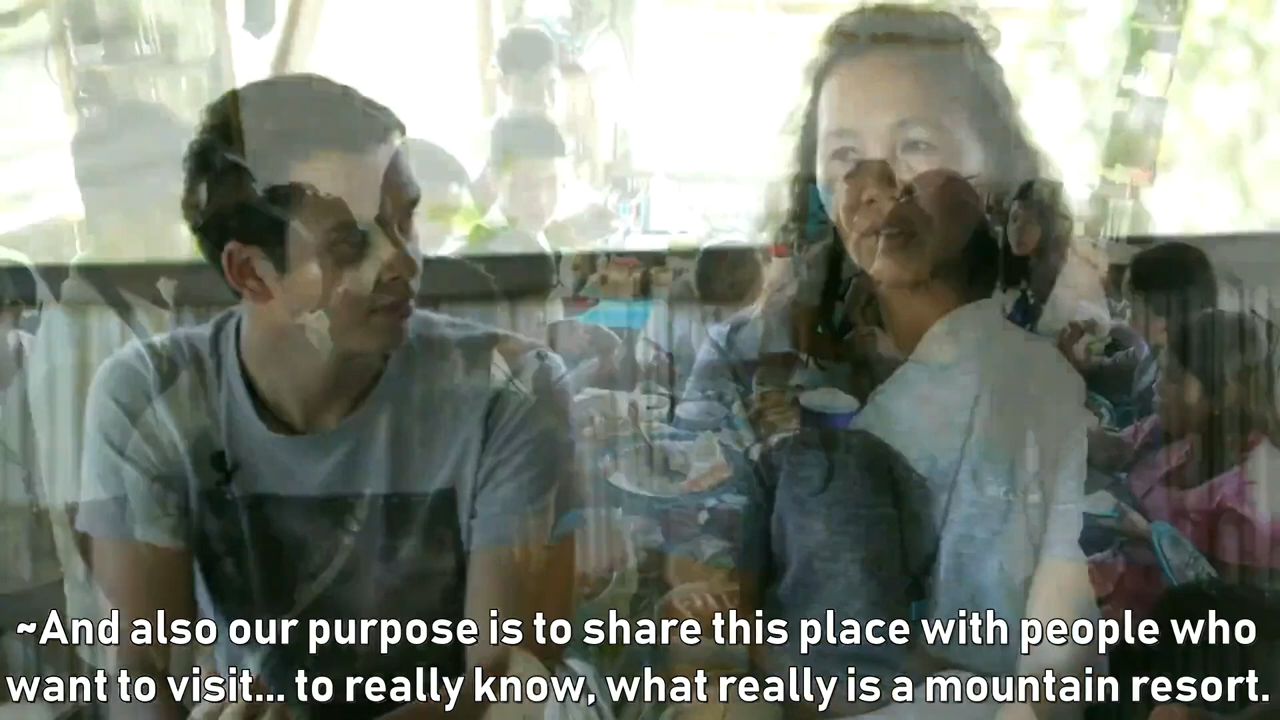 ~And also our purpose is to share this place with people who
want to visit... to really know, what really is a mountain resort.